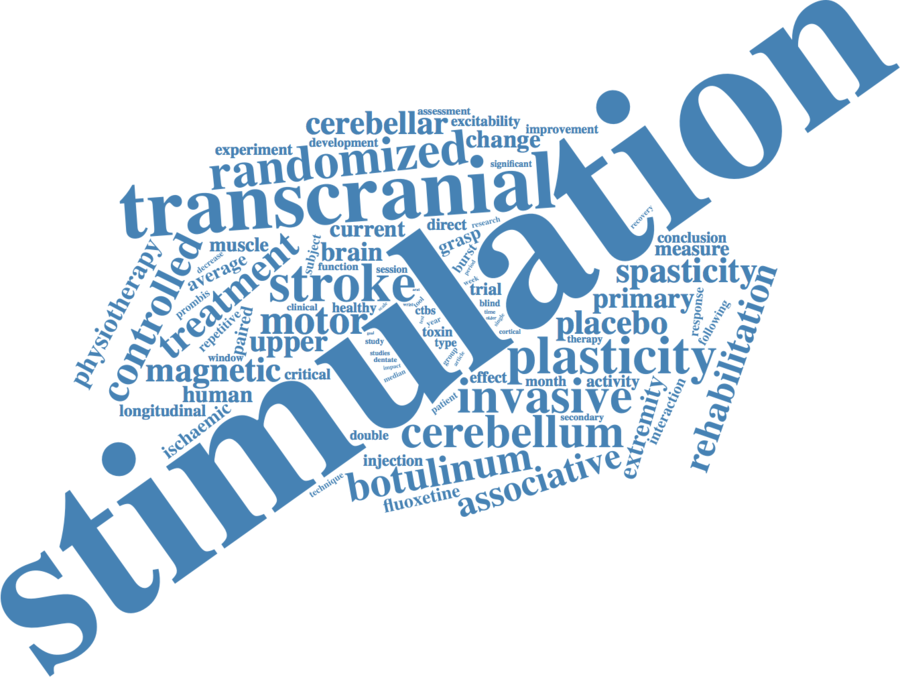 stimulation
assessment
cerebellar
excitability
improvement
development
change
experiment
randomized
significant
transcranial
recovery
current
direct
research
grasp
conclusion
measure
muscle
subject
brain
burst
physiotherapy
controlled
decrease
average
treatment
function
session
period
spasticity
stroke
week
trial
primary
prombis
clinical
healthy
blind
response
following
repetitive
paired
motor
ctbs
time
placebo
year
toxin
cortical
upper
study
type
therapy
window
studies
dentate
group
article
plasticity
rehabilitation
magnetic
critical
impact
median
effect
month
activity
human
patient
invasive
extremity
interaction
longitudinal
ischaemic
secondary
double
cerebellum
injection
botulinum
associative
technique
fluoxetine